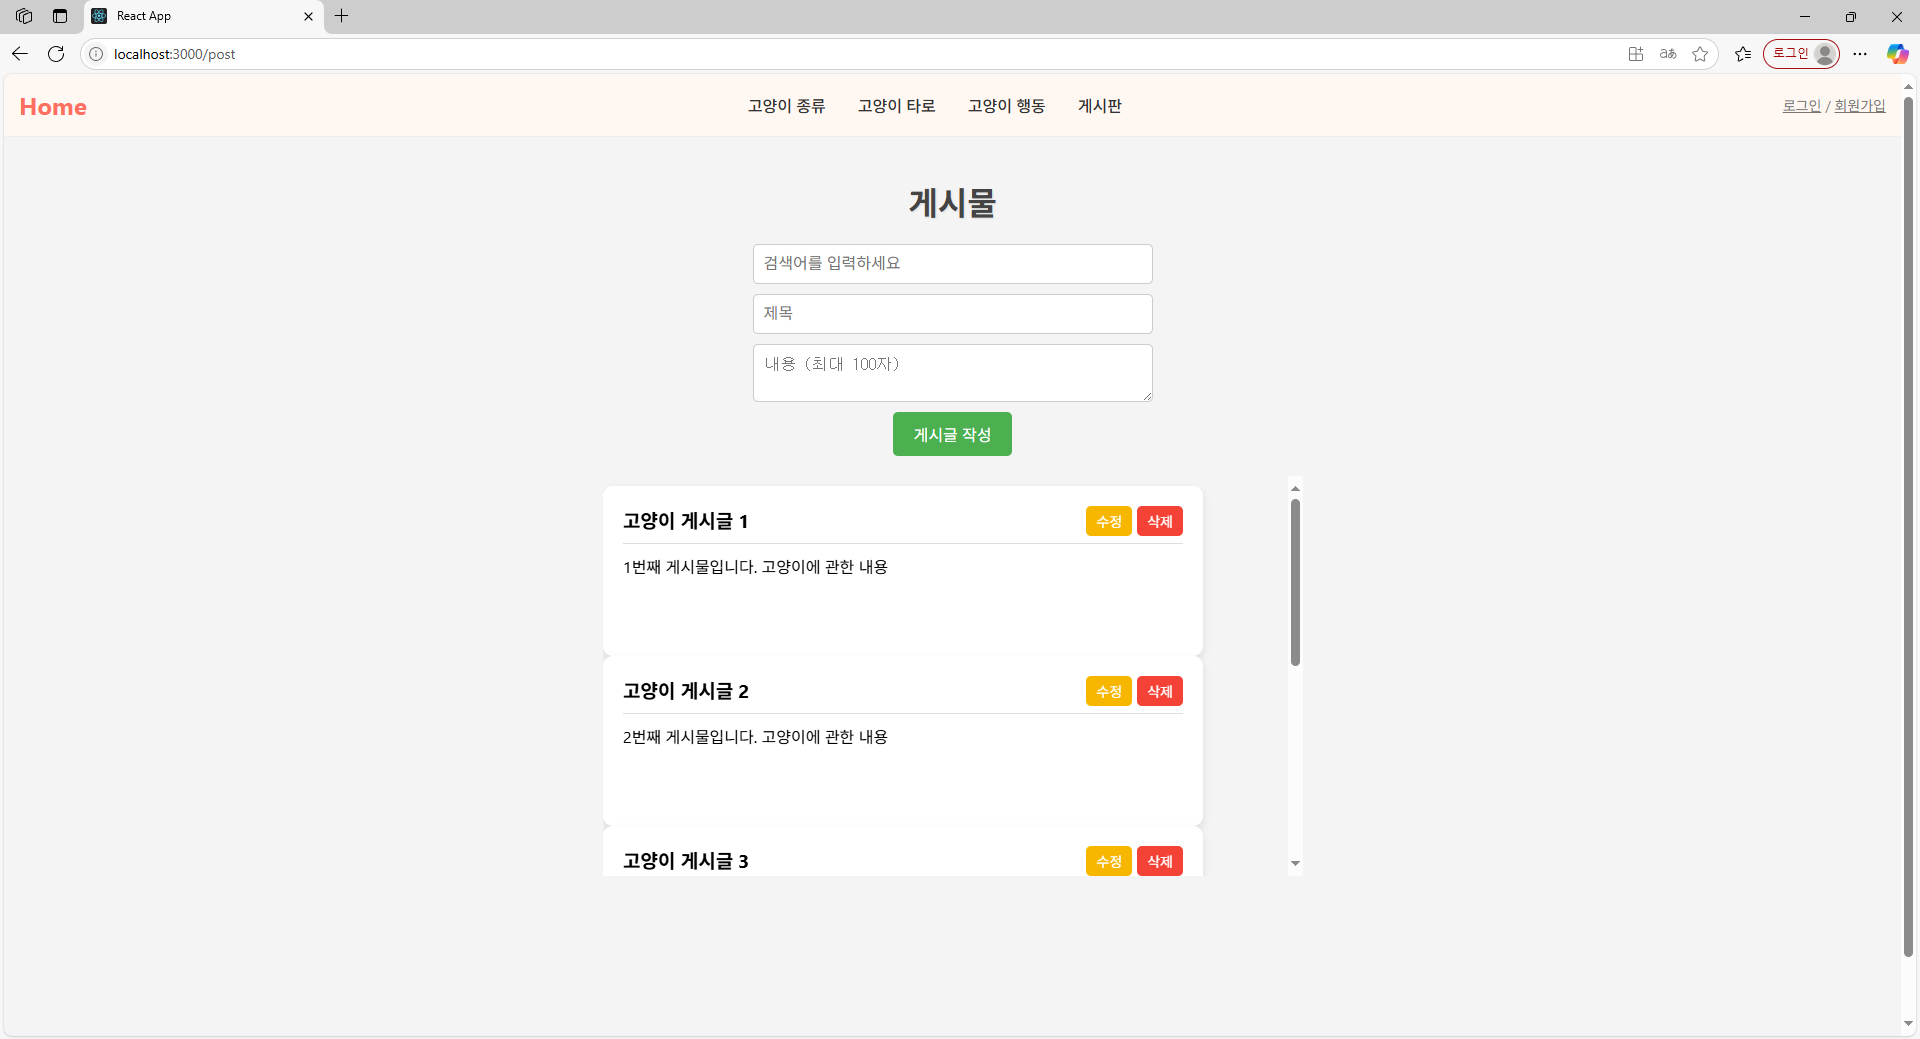 React App
localhost:3000/post
aあ
로그인
Home
고양이 종류
고양이 타로
고양이 행동
게시판
로그인 / 회원가입
게시물
검색어를 입력하세요
제목
내용 (최대 100자)
게시글 작성
고양이 게시글 1
수정
삭제
1번째 게시물입니다. 고양이에 관한 내용
고양이 게시글 2
수정
삭제
2번째 게시물입니다. 고양이에 관한 내용
고양이 게시글 3
수정
삭제